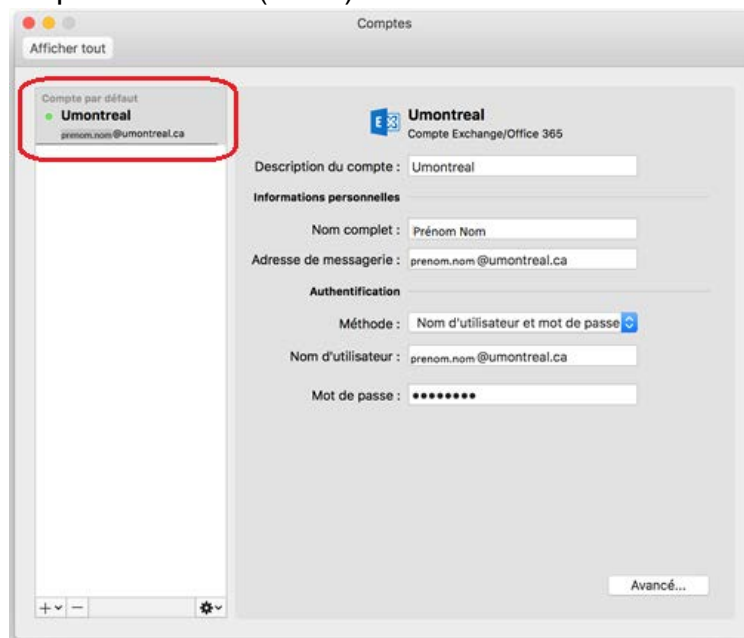 Comptes
Afficher tout
Compte par défaut
Umontreal
prenom.nom@umontreal.ca
Umontreal
Compte Exchange/Office 365
Description du compte : Umontreal
Informations personnelles
Nom complet : Prénom Nom
Adresse de messagerie : prenom.nom @umontreal.ca
Authentification
Méthode : Nom d'utilisateur et mot de passe
Nom d'utilisateur : prenom.nom @umontreal.ca
Mot de passe : ••••••••
Avancé...